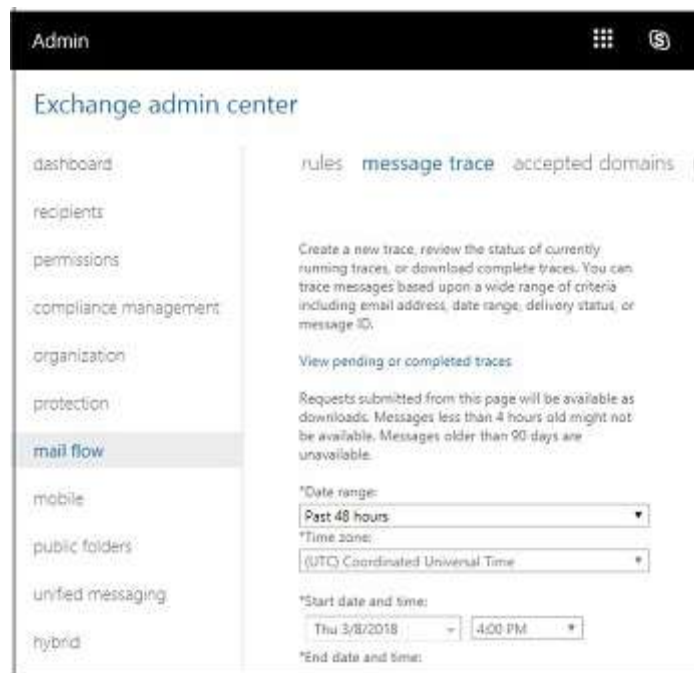 Admin
Exchange admin center
dashboard
recipients
permissions
compliance management
organization
protection
mail flow
mobile
public folders
unified messaging
hybrid
rules message trace accepted domains
Create a new trace, review the status of currently
running traces, or download complete traces. You can
trace messages based upon a wide range of criteria
including email address, date range, delivery status, or
message ID.
View pending or completed traces
Requests submitted from this page will be available as
downloads. Messages less than 4 hours old might not
be available. Messages older than 90 days are
unavailable.
*Date range:
Past 48 hours
*Time zone:
(UTC) Coordinated Universal Time
*Start date and time:
Thu 3/8/2018 4:00 PM
*End date and time: